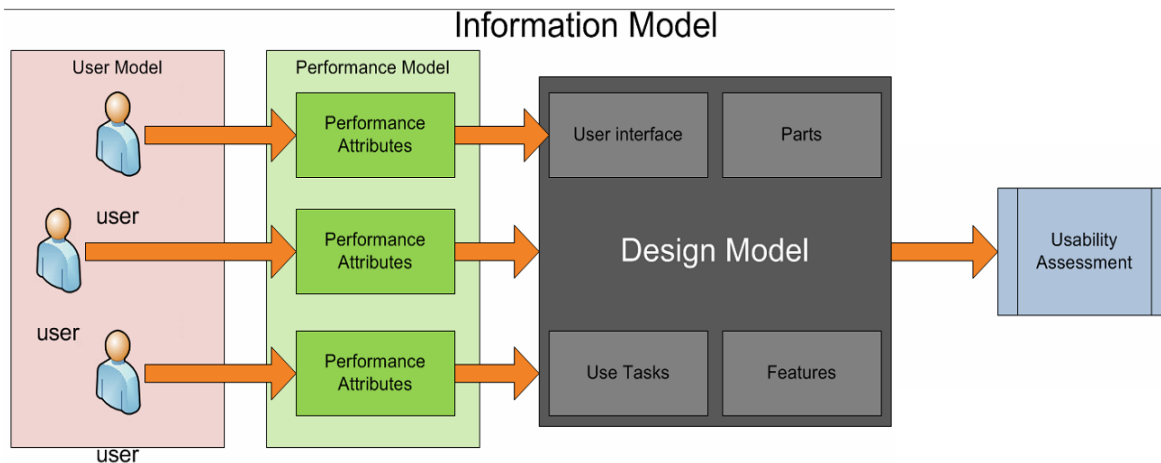 Information Model
User Model
user
user
user
Performance Model
Performance
Attributes
Performance
Attributes
Performance
Attributes
User interface
Parts
Design Model
Use Tasks
Features
Usability
Assessment